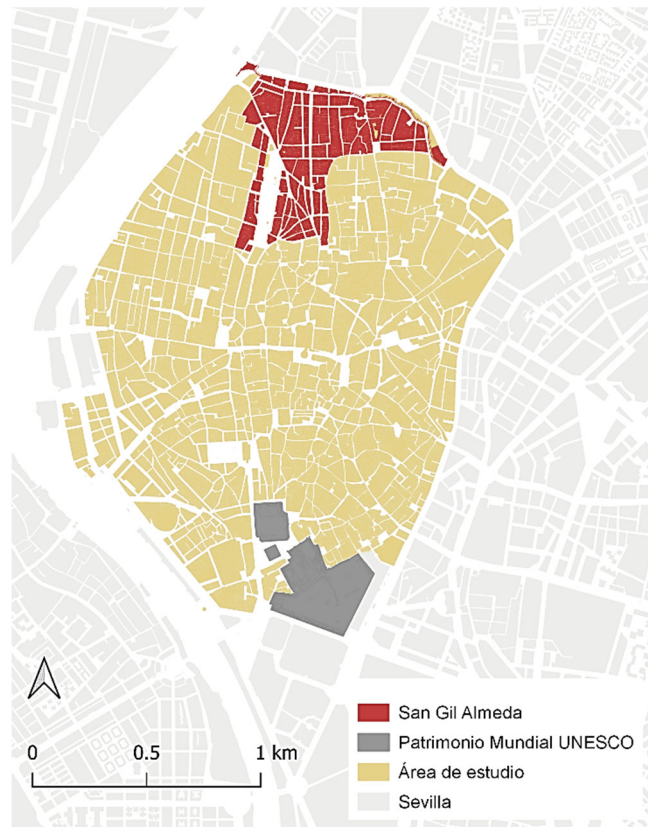 San Gil Almeda
Patrimonio Mundial UNESCO
Área de estudio
Sevilla
0 0.5 1 km